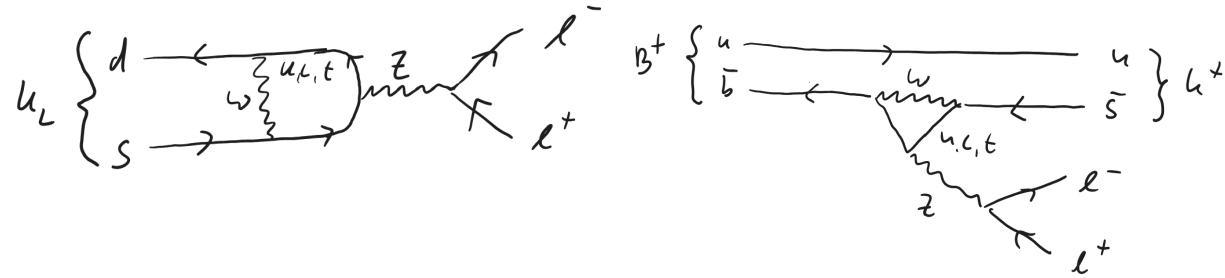 K_L { d
s
w
u,c,t
Z
l^-
l^+
B^+ { u
b̄
w
u,c,t
Z
l^-
l^+
u
s̄ } K^+